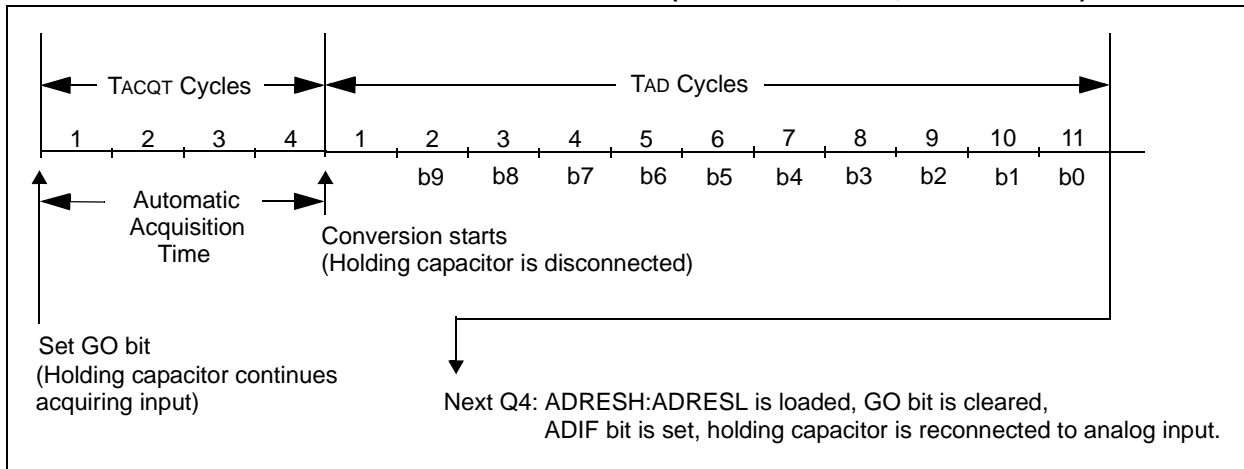 TACQT Cycles
TAD Cycles
1 2 3 4 1 2 3 4 5 6 7 8 9 10 11
b9 b8 b7 b6 b5 b4 b3 b2 b1 b0
Automatic
Acquisition
Time
Conversion starts
(Holding capacitor is disconnected)
Set GO bit
(Holding capacitor continues
acquiring input)
Next Q4: ADRESH:ADRESL is loaded, GO bit is cleared,
ADIF bit is set, holding capacitor is reconnected to analog input.